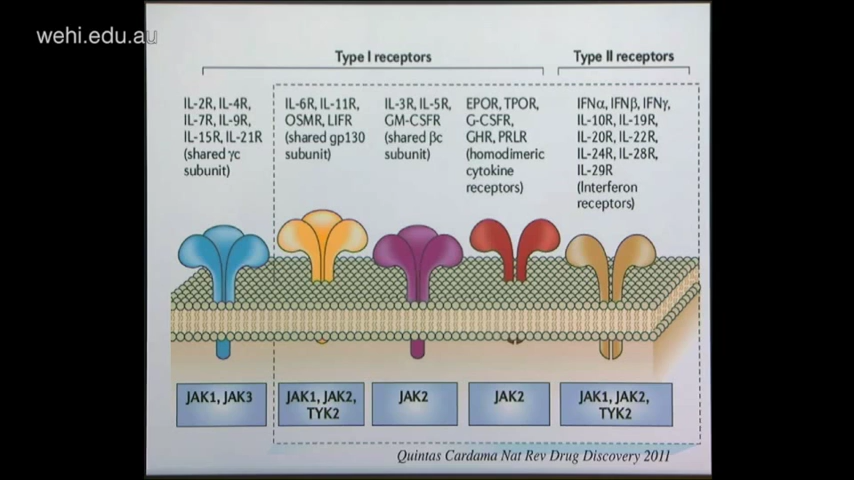 wehi.edu.au
Type I receptors
Type II receptors
IL-2R, IL-4R,
IL-7R, IL-9R,
IL-15R, IL-21R
(shared γc
subunit)
IL-6R, IL-11R,
OSMR, LIFR
(shared gp130
subunit)
IL-3R, IL-5R,
GM-CSFR
(shared βc
subunit)
EPOR, TPOR,
G-CSFR,
GHR, PRLR
(homodimeric
cytokine
receptors)
IFNα, IFNβ, IFNγ,
IL-10R, IL-19R,
IL-20R, IL-22R,
IL-24R, IL-28R,
IL-29R
(Interferon
receptors)
JAK1, JAK3
JAK1, JAK2,
TYK2
JAK2
JAK2
JAK1, JAK2,
TYK2
Quintas Cardama Nat Rev Drug Discovery 2011